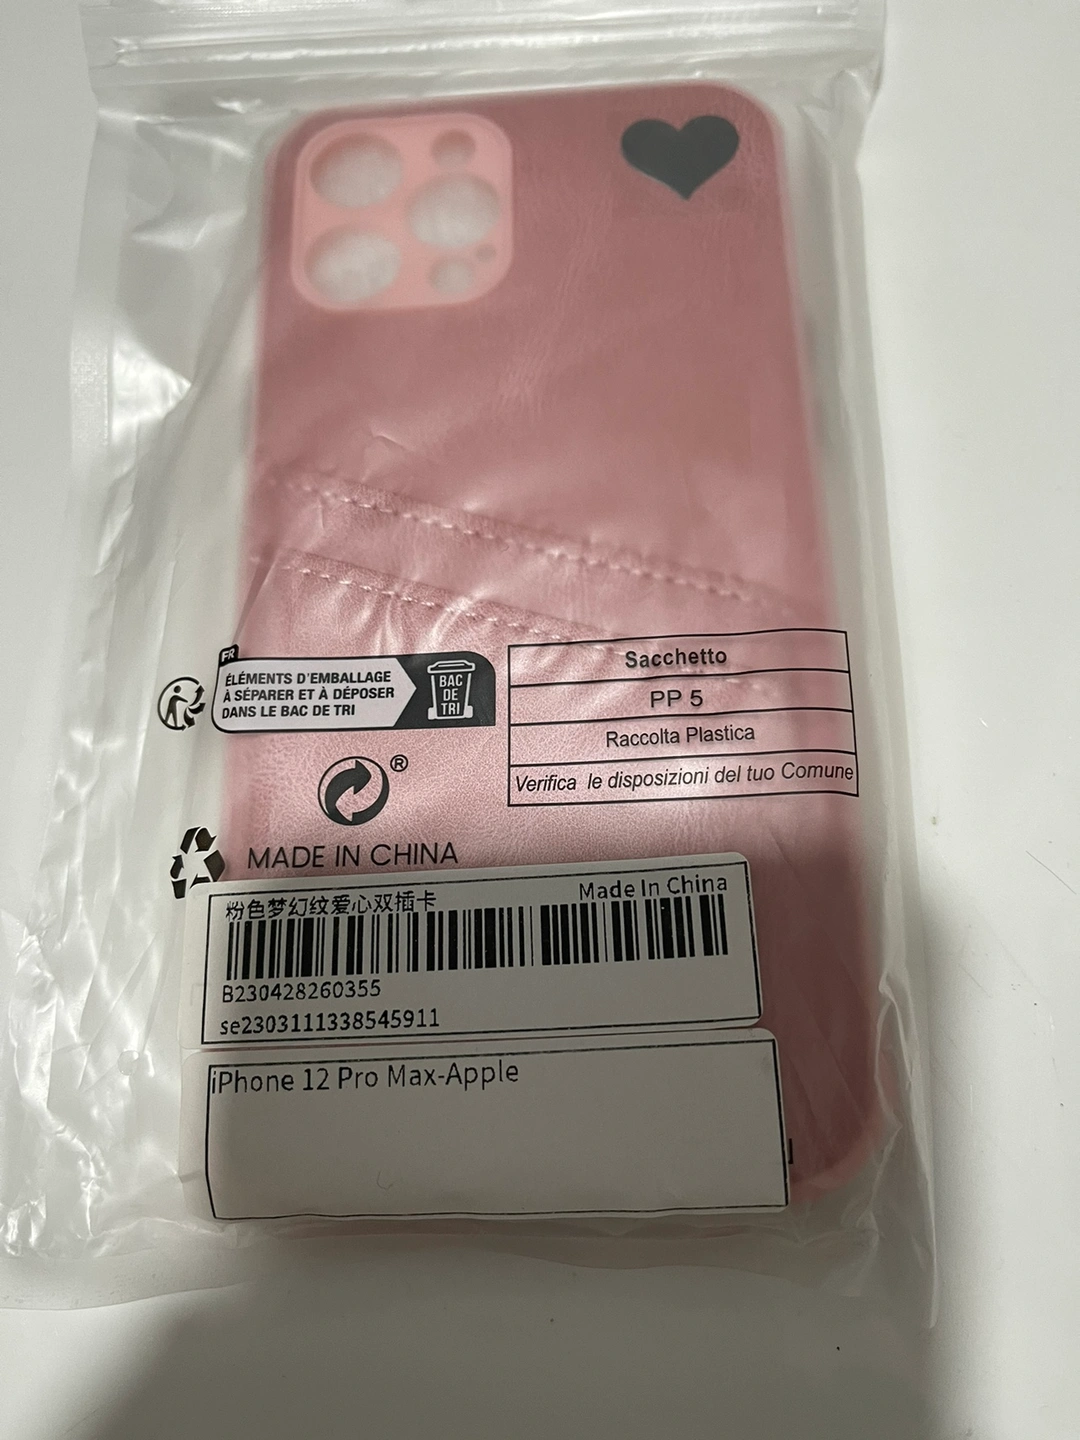 FR
ÉLÉMENTS D'EMBALLAGE
À SÉPARER ET À DÉPOSER
DANS LE BAC DE TRI
BAC
DE
TRI
Sacchetto
PP 5
Raccolta Plastica
Verifica le disposizioni del tuo Comune
®
MADE IN CHINA
粉色梦幻纹爱心双插卡
Made In China
B230428260355
se2303111338545911
iPhone 12 Pro Max-Apple